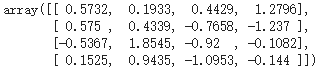 array([[ 0.5732,  0.1933,  0.4429,  1.2796],
       [ 0.575 ,  0.4339, -0.7658, -1.237 ],
       [-0.5367,  1.8545, -0.92  , -0.1082],
       [ 0.1525,  0.9435, -1.0953, -0.144 ]])